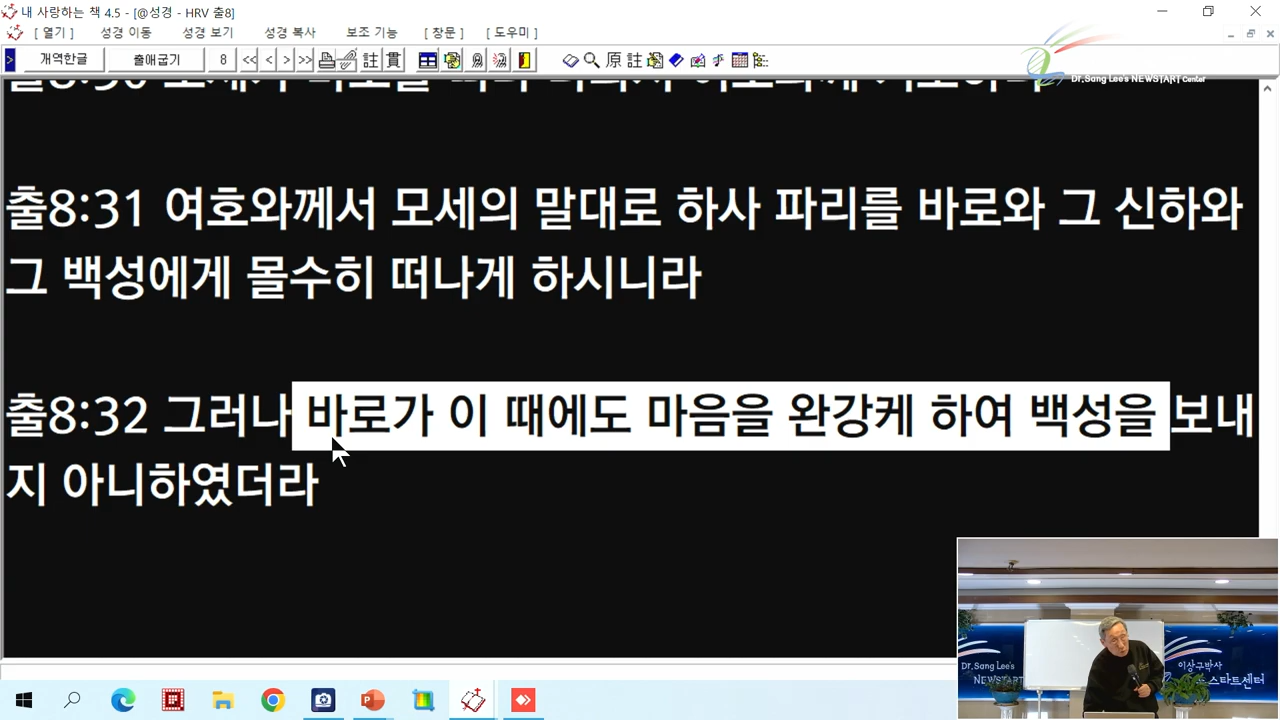 내 사랑하는 책 4.5 - [@성경 - HRV 출8]
[ 열기 ] 성경 이동 성경 보기 성경 복사 보조 기능 [ 창문 ] [ 도우미 ]
개역한글 출애굽기 8 << < > >> 註 貫 原 註
Dr.Sang Lee's NEWSTART Center
출8:31 여호와께서 모세의 말대로 하사 파리를 바로와 그 신하와
그 백성에게 몰수히 떠나게 하시니라
출8:32 그러나 바로가 이 때에도 마음을 완강케 하여 백성을 보내
지 아니하였더라
Dr.Sang Lee's 이상구박사
NEWSTART 스타트센터